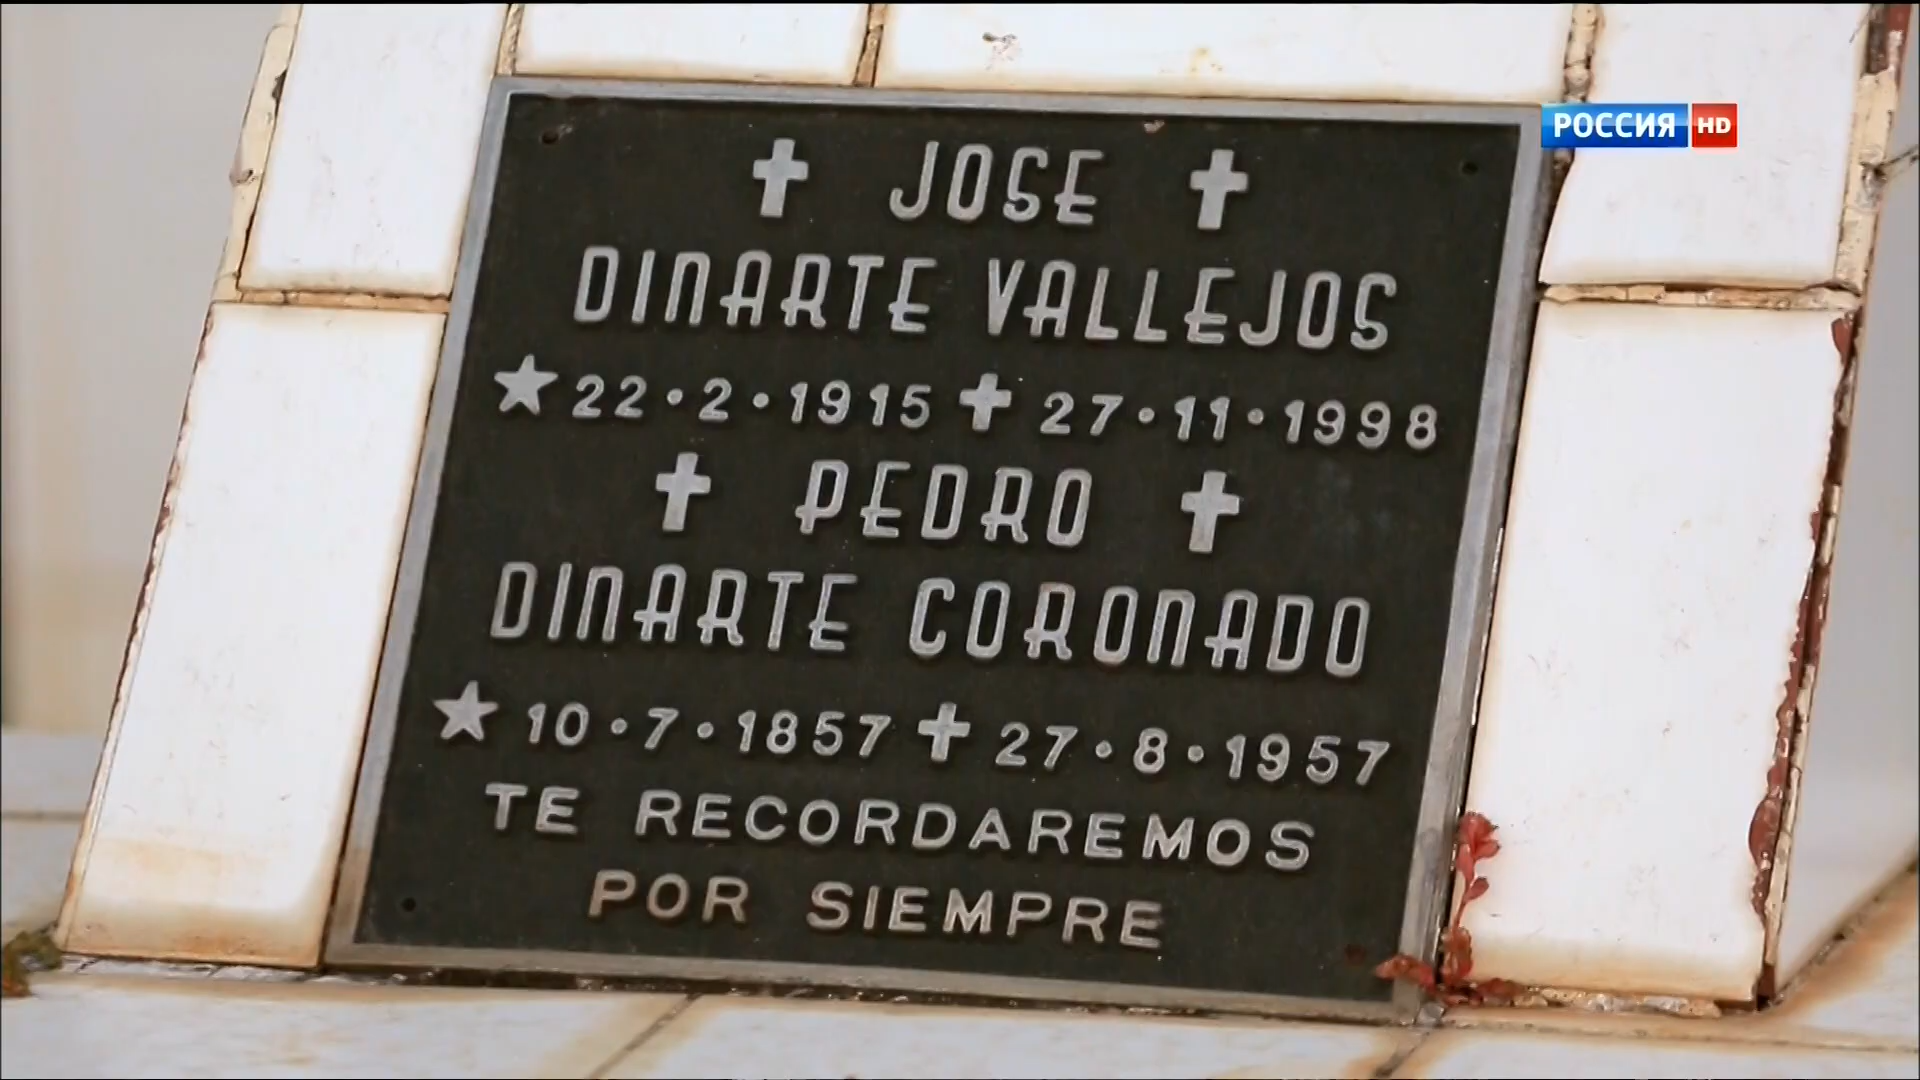 РОССИЯ HD
✝ JOSE ✝
DINARTE VALLEJOS
★ 22·2·1915 ✝ 27·11·1998
✝ PEDRO ✝
DINARTE CORONADO
★ 10·7·1857 ✝ 27·8·1957
TE RECORDAREMOS
POR SIEMPRE